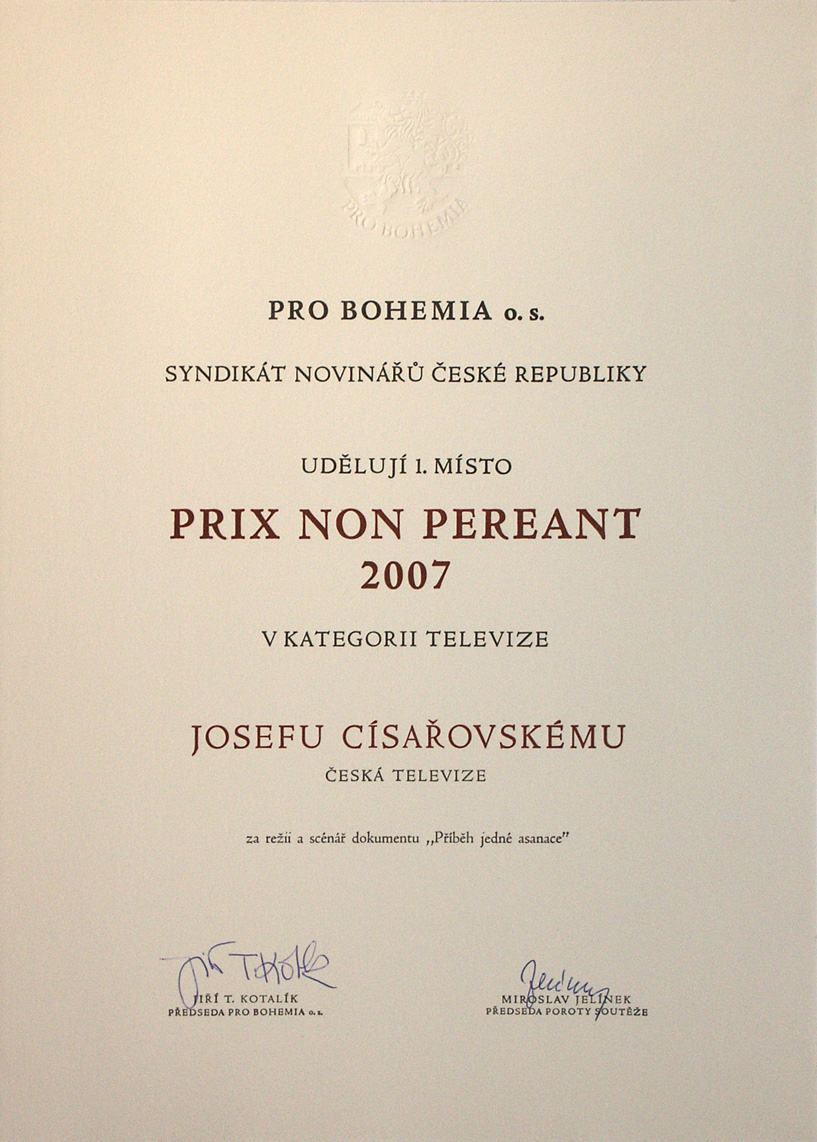 PRO BOHEMIA
PRO BOHEMIA o. s.
SYNDIKÁT NOVINÁŘŮ ČESKÉ REPUBLIKY
UDĚLUJÍ 1. MÍSTO
PRIX NON PEREANT
2007
V KATEGORII TELEVIZE
JOSEFU CÍSAŘOVSKÉMU
ČESKÁ TELEVIZE
za režii a scénář dokumentu ,,Příběh jedné asanace"
JIŘÍ T. KOTALÍK
PŘEDSEDA PRO BOHEMIA o. s.
MIROSLAV JELÍNEK
PŘEDSEDA POROTY SOUTĚŽE